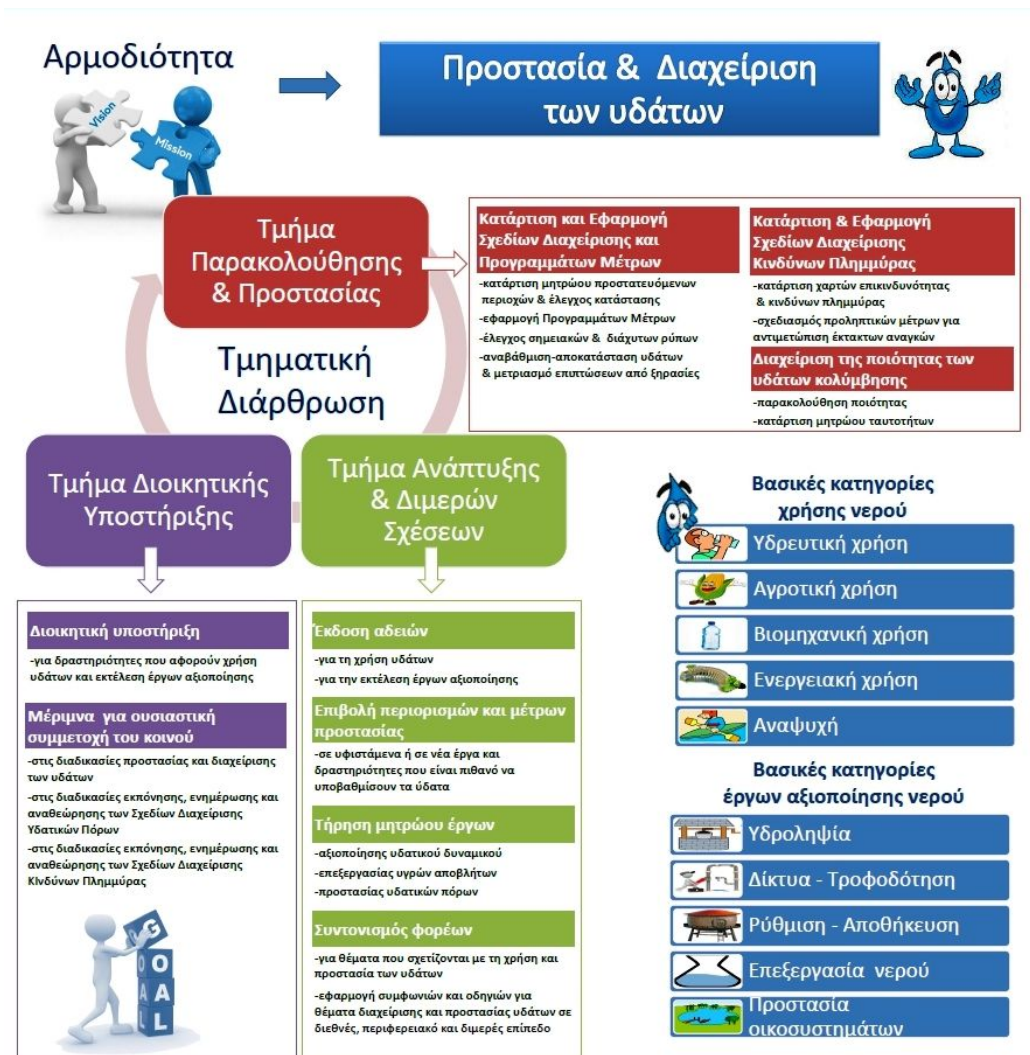 Αρμοδιότητα
Vision
Mission
Προστασία & Διαχείριση
των υδάτων
Τμήμα
Παρακολούθησης
& Προστασίας
Κατάρτιση και Εφαρμογή
Σχεδίων Διαχείρισης και
Προγραμμάτων Μέτρων
-κατάρτιση μητρώου προστατευόμενων
περιοχών & έλεγχος κατάστασης
-εφαρμογή Προγραμμάτων Μέτρων
-έλεγχος σημειακών & διάχυτων ρύπων
-αναβάθμιση-αποκατάσταση υδάτων
& μετριασμό επιπτώσεων από ξηρασίες
Κατάρτιση & Εφαρμογή
Σχεδίων Διαχείρισης
Κινδύνων Πλημμύρας
-κατάρτιση χαρτών επικινδυνότητας
& κινδύνων πλημμύρας
-σχεδιασμός προληπτικών μέτρων για
αντιμετώπιση έκτακτων αναγκών
Διαχείριση της ποιότητας των
υδάτων κολύμβησης
-παρακολούθηση ποιότητας
-κατάρτιση μητρώου ταυτοτήτων
Τμηματική
Διάρθρωση
Τμήμα Διοικητικής
Υποστήριξης
Τμήμα Ανάπτυξης
& Διμερών
Σχέσεων
Διοικητική υποστήριξη
-για δραστηριότητες που αφορούν χρήση
υδάτων και εκτέλεση έργων αξιοποίησης
Μέριμνα για ουσιαστική
συμμετοχή του κοινού
-στις διαδικασίες προστασίας και διαχείρισης
των υδάτων
-στις διαδικασίες εκπόνησης, ενημέρωσης και
αναθεώρησης των Σχεδίων Διαχείρισης
Υδατικών Πόρων
-στις διαδικασίες εκπόνησης, ενημέρωσης και
αναθεώρησης των Σχεδίων Διαχείρισης
ΚΙνδύνων Πλημμύρας
G
O O
A A
L L
Έκδοση αδειών
-για τη χρήση υδάτων
-για την εκτέλεση έργων αξιοποίησης
Επιβολή περιορισμών και μέτρων
προστασίας
-σε υφιστάμενα ή σε νέα έργα και
δραστηριότητες που είναι πιθανό να
υποβαθμίσουν τα ύδατα
Τήρηση μητρώου έργων
-αξιοποίησης υδατικού δυναμικού
-επεξεργασίας υγρών αποβλήτων
-προστασίας υδατικών πόρων
Συντονισμός φορέων
-για θέματα που σχετίζονται με τη χρήση και
προστασία των υδάτων
-εφαρμογή συμφωνιών και οδηγιών για
θέματα διαχείρισης και προστασίας υδάτων σε
διεθνές, περιφερειακό και διμερές επίπεδο
Βασικές κατηγορίες
χρήσης νερού
Υδρευτική χρήση
Αγροτική χρήση
Βιομηχανική χρήση
Ενεργειακή χρήση
Αναψυχή
Βασικές κατηγορίες
έργων αξιοποίησης νερού
Υδροληψία
Δίκτυα - Τροφοδότηση
Ρύθμιση - Αποθήκευση
Επεξεργασία νερού
Προστασία
οικοσυστημάτων